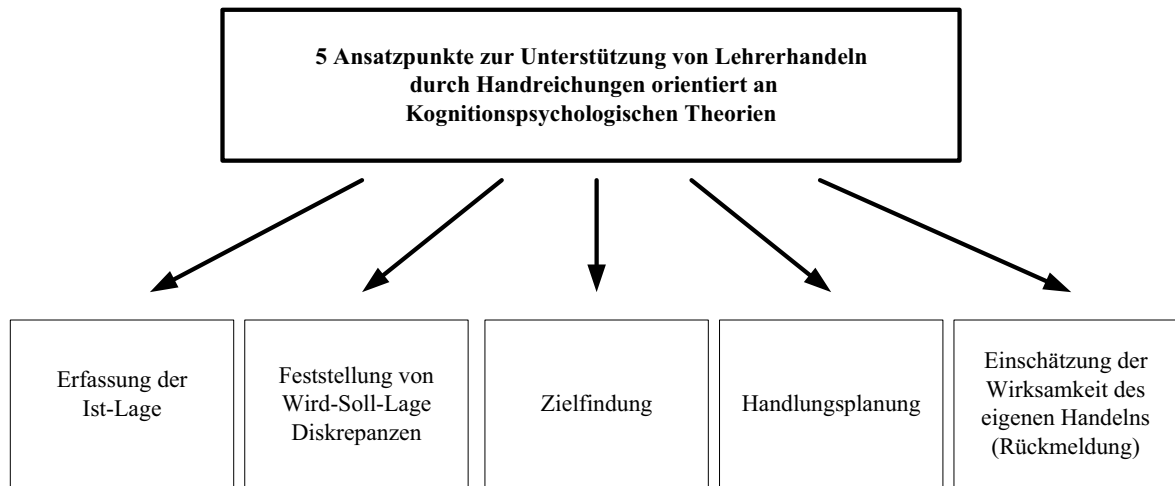 5 Ansatzpunkte zur Unterstützung von Lehrerhandeln
durch Handreichungen orientiert an
Kognitionspsychologischen Theorien
Erfassung der
Ist-Lage
Feststellung von
Wird-Soll-Lage
Diskrepanzen
Zielfindung
Handlungsplanung
Einschätzung der
Wirksamkeit des
eigenen Handelns
(Rückmeldung)